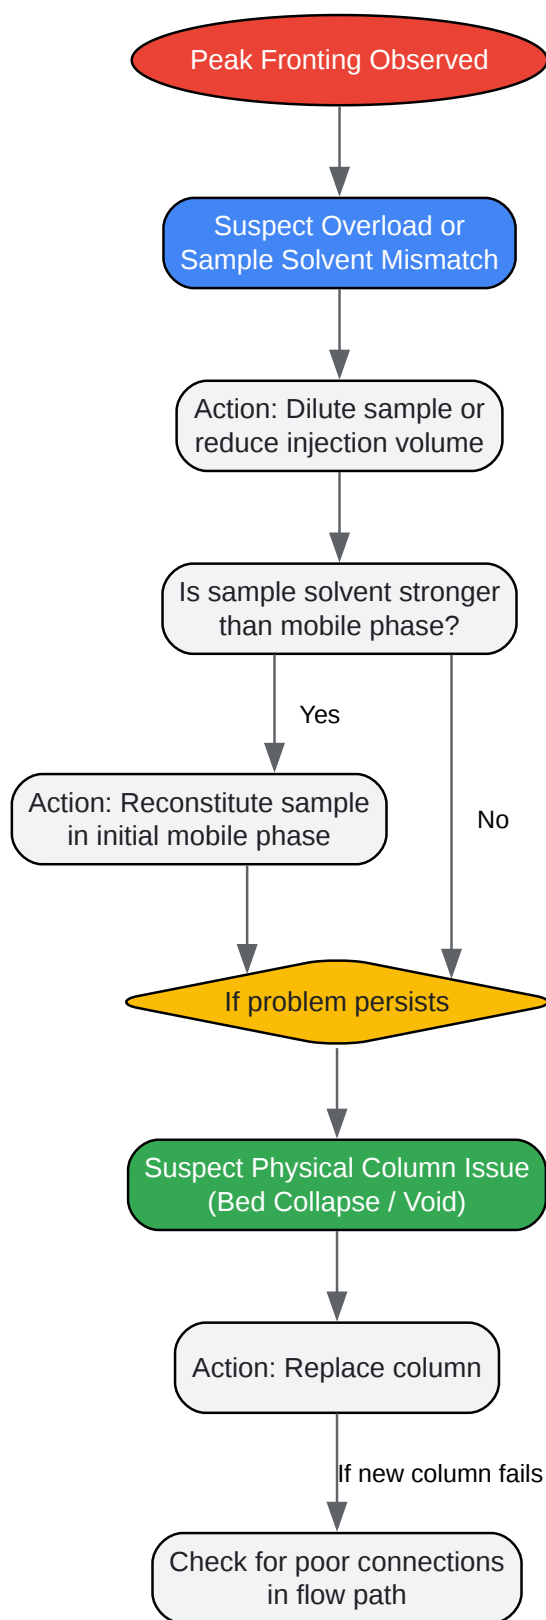 Peak Fronting Observed
Suspect Overload or
Sample Solvent Mismatch
Action: Dilute sample or
reduce injection volume
Is sample solvent stronger
than mobile phase?
Yes
Action: Reconstitute sample
in initial mobile phase
No
If problem persists
Suspect Physical Column Issue
(Bed Collapse / Void)
Action: Replace column
If new column fails
Check for poor connections
in flow path